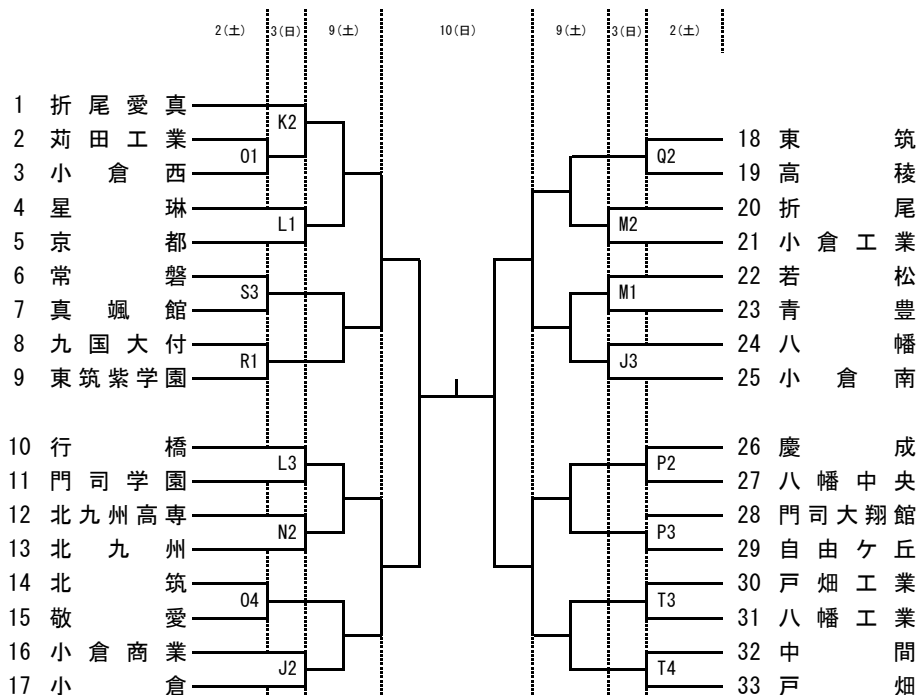 2(土) 3(日) 9(土) 10(日) 9(土) 3(日) 2(土)
1 折尾愛真
K2
2 苅田工業
O1
3 小倉西
4 星琳
L1
5 京都
6 常磐
S3
7 真颯館
8 九国大付
R1
9 東筑紫学園
10 行橋
L3
11 門司学園
12 北九州高専
N2
13 北九州
14 北筑
O4
15 敬愛
16 小倉商業
J2
17 小倉
18 東筑
Q2
19 高稜
20 折尾
M2
21 小倉工業
22 若松
M1
23 青豊
24 八幡
J3
25 小倉南
26 慶成
P2
27 八幡中央
28 門司大翔館
P3
29 自由ケ丘
30 戸畑工業
T3
31 八幡工業
32 中間
T4
33 戸畑